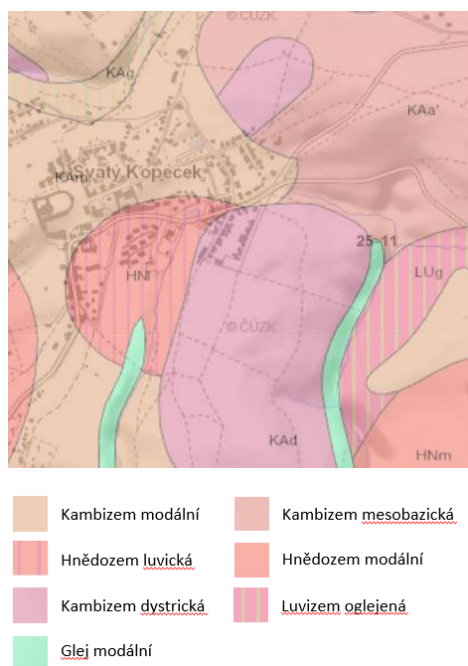 © ČÚZK
KAg
KAa'
Svatý Kopeček
KAm
25-11
HNl
LUg
© ČÚZK
KAd
HNm
Kambizem modální
Kambizem mesobazická
Hnědozem luvická
Hnědozem modální
Kambizem dystrická
Luvizem oglejená
Glej modální